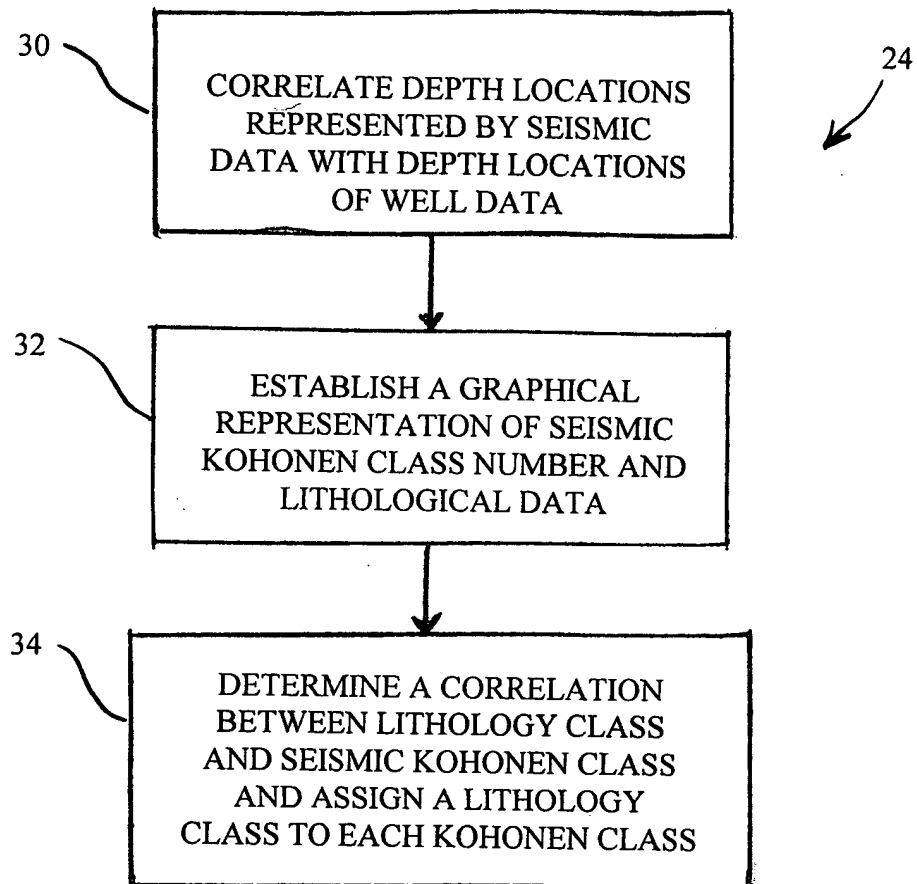 30
24
CORRELATE DEPTH LOCATIONS
REPRESENTED BY SEISMIC
DATA WITH DEPTH LOCATIONS
OF WELL DATA
32
ESTABLISH A GRAPHICAL
REPRESENTATION OF SEISMIC
KOHONEN CLASS NUMBER AND
LITHOLOGICAL DATA
34
DETERMINE A CORRELATION
BETWEEN LITHOLOGY CLASS
AND SEISMIC KOHONEN CLASS
AND ASSIGN A LITHOLOGY
CLASS TO EACH KOHONEN CLASS